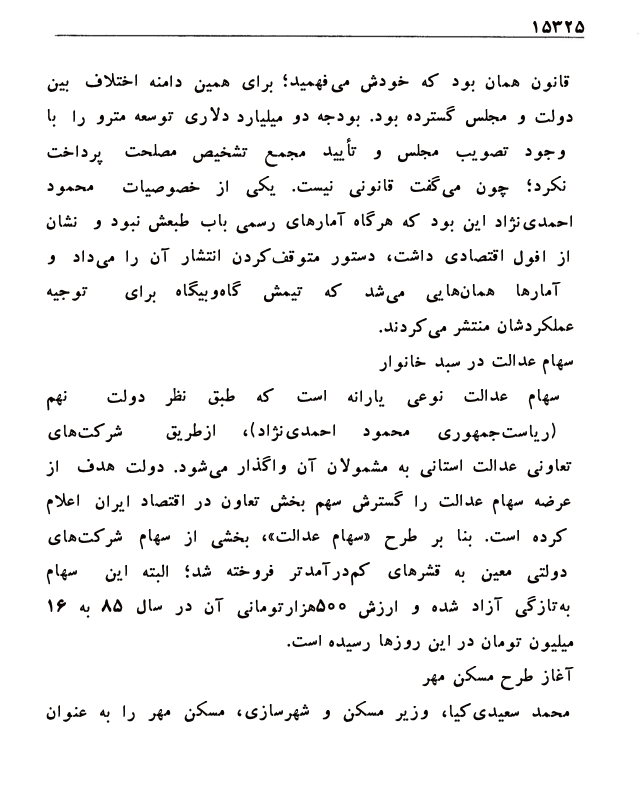 ۱۵۳۲۵
قانون همان بود که خودش می‌فهمید؛ برای همین دامنه اختلاف بین
دولت و مجلس گسترده بود. بودجه دو میلیارد دلاری توسعه مترو را با
وجود تصویب مجلس و تأیید مجمع تشخیص مصلحت پرداخت
نکرد؛ چون می‌گفت قانونی نیست. یکی از خصوصیات محمود
احمدی‌نژاد این بود که هرگاه آمارهای رسمی باب طبعش نبود و نشان
از افول اقتصادی داشت، دستور متوقف‌کردن انتشار آن را می‌داد و
آمارها همان‌هایی می‌شد که تیمش گاه‌وبیگاه برای توجیه
عملکردشان منتشر می‌کردند.
سهام عدالت در سبد خانوار
سهام عدالت نوعی یارانه است که طبق نظر دولت نهم
(ریاست‌جمهوری محمود احمدی‌نژاد)، ازطریق شرکت‌های
تعاونی عدالت استانی به مشمولان آن واگذار می‌شود. دولت هدف از
عرضه سهام عدالت را گسترش سهم بخش تعاون در اقتصاد ایران اعلام
کرده است. بنا بر طرح «سهام عدالت»، بخشی از سهام شرکت‌های
دولتی معین به قشرهای کم‌درآمدتر فروخته شد؛ البته این سهام
به‌تازگی آزاد شده و ارزش ۵۰۰هزارتومانی آن در سال ۸۵ به ۱۶
میلیون تومان در این روزها رسیده است.
آغاز طرح مسکن مهر
محمد سعیدی‌کیا، وزیر مسکن و شهرسازی، مسکن مهر را به عنوان